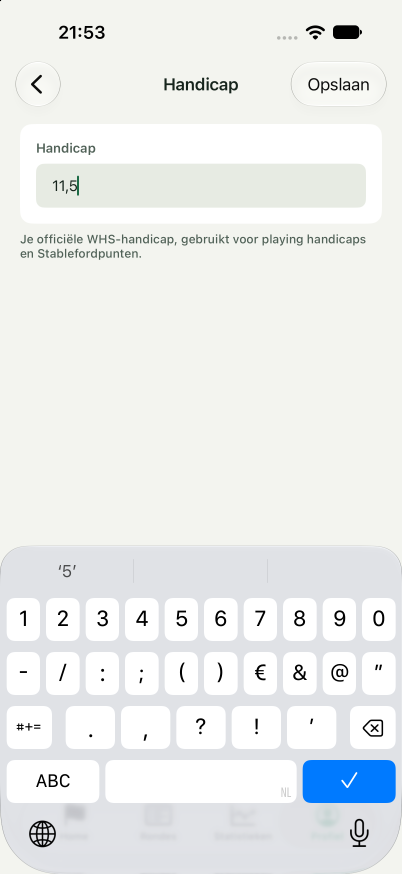 21:53
Handicap
Opslaan
Handicap
11,5
Je officiële WHS-handicap, gebruikt voor playing handicaps
en Stablefordpunten.
‘5’
1 2 3 4 5 6 7 8 9 0
- / : ; ( ) € & @ "
#+= . , ? ! ’
ABC
NL